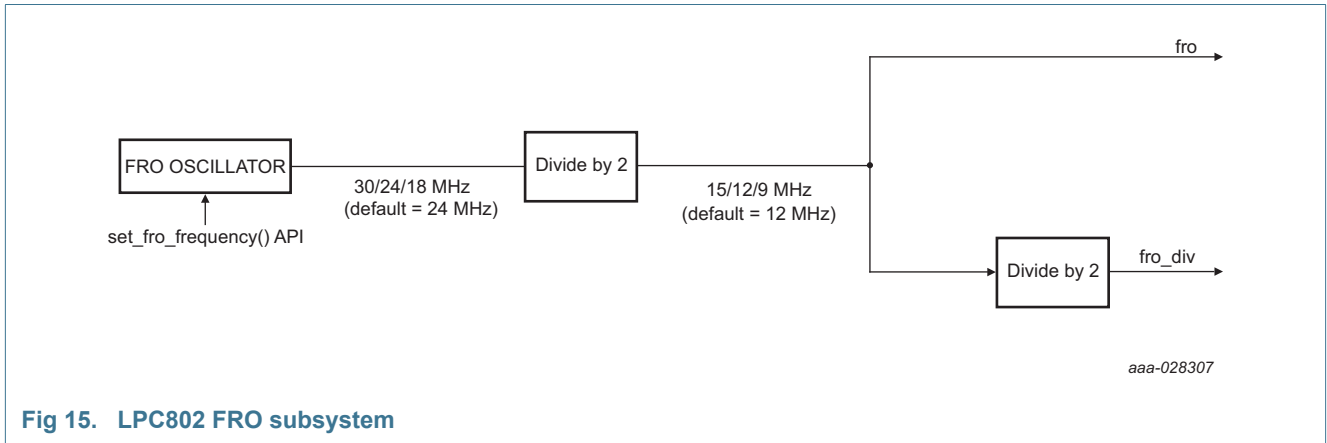 fro
FRO OSCILLATOR
Divide by 2
30/24/18 MHz
(default = 24 MHz)
15/12/9 MHz
(default = 12 MHz)
set_fro_frequency() API
Divide by 2
fro_div
aaa-028307
Fig 15. LPC802 FRO subsystem